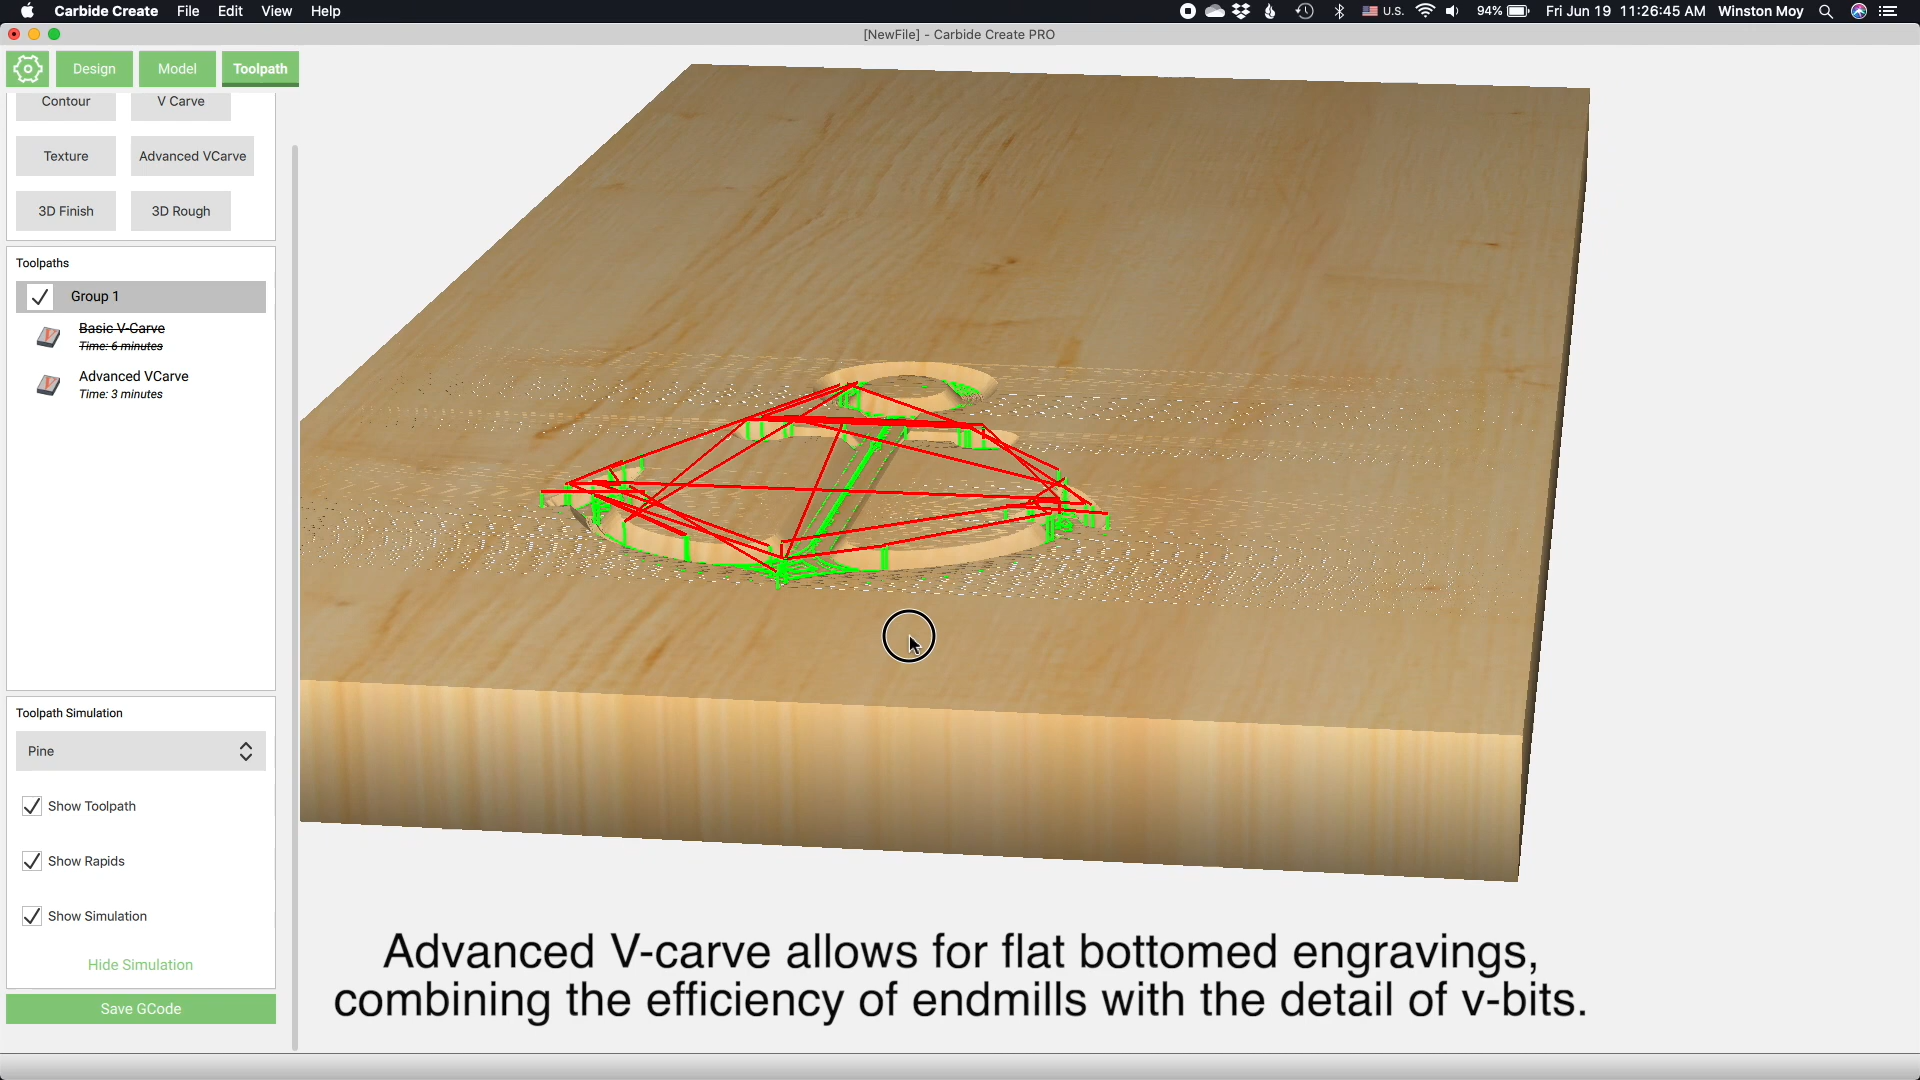 Carbide Create File Edit View Help
U.S. 94% Fri Jun 19 11:26:45 AM Winston Moy
[NewFile] - Carbide Create PRO
Design Model Toolpath
Contour V Carve
Texture Advanced VCarve
3D Finish 3D Rough
Toolpaths
Group 1
Basic V-Carve
Time: 6 minutes
Advanced VCarve
Time: 3 minutes
Toolpath Simulation
Pine
Show Toolpath
Show Rapids
Show Simulation
Hide Simulation
Save GCode
Advanced V-carve allows for flat bottomed engravings,
combining the efficiency of endmills with the detail of v-bits.